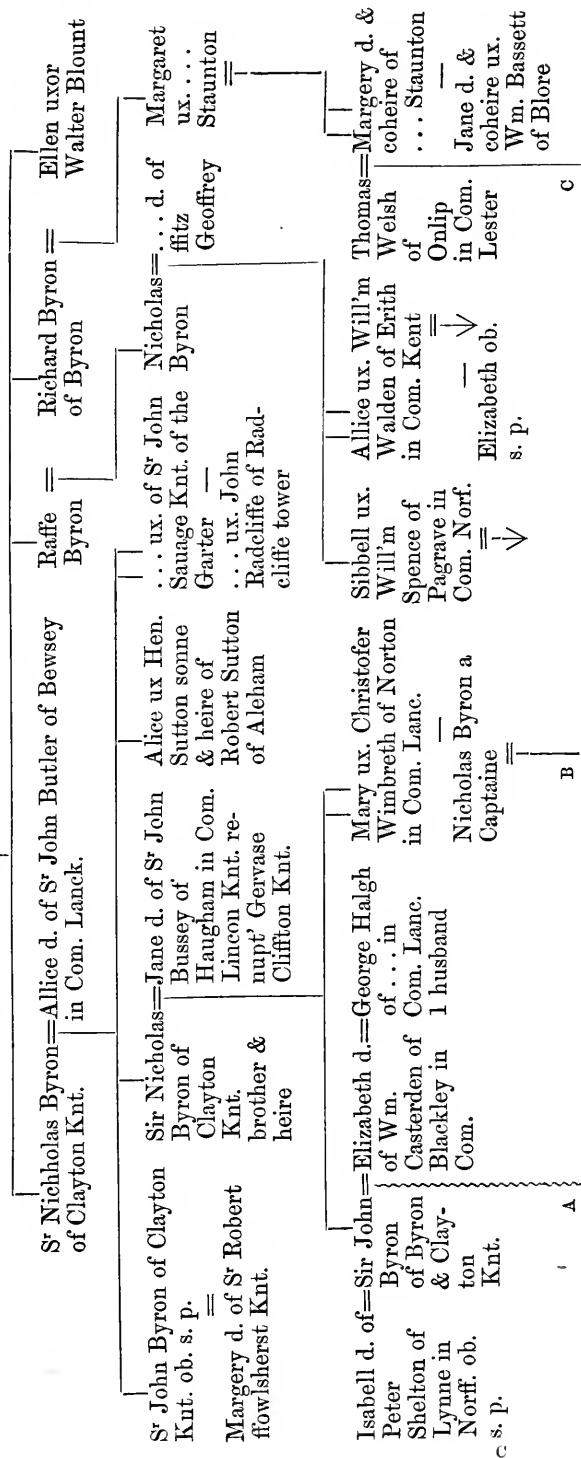 Sr Nichholas Byron=Allice d. of Sr John Butler of Bewsey
of Clayton Knt.
in Com. Lanck.
Raffe =
Byron
Richard Byron =
of Byron
Ellen uxor
Walter Blount
Sr John Byron of Clayton
Knt. ob. s. p.
=
Margery d. of Sr Robert
ffowlsherst Knt.
Sir Nicholas=Jane d. of Sr John
Byron of
Clayton
Knt.
brother &
heire
Bussey of
Haugham in Com.
Lincon Knt. re-
nupt' Gervase
Cliffton Knt.
Alice ux Hen.
Sutton sonne
& heire of
Robert Sutton
of Aleham
... ux. of Sr John
Sauage Knt. of the
Garter —
... ux. John
Radcliffe of Rad-
cliffe tower
Nicholas=... d. of
Byron
ffitz
Geoffrey
Margaret
ux. ....
Staunton
=
Isabell d. of=Sir John=Elizabeth d.=George Halgh
Peter
Shelton of
Lynne in
Norff. ob.
s. p.
Byron
of Byron
& Clay-
ton
Knt.
of Wm.
Casterden of
Blackley in
Com.
of ... in
Com. Lanc.
1 husband
Mary ux. Christofer
Wimbreth of Norton
in Com. Lanc.
—
Nicholas Byron a
Captaine
=
Sibbell ux.
Will'm
Spence of
Pagrave in
Com. Norf.
=
Allice ux. Will'm
Walden of Erith
in Com. Kent
=
—
Elizabeth ob.
s. p.
Thomas=Margery d. &
Welsh
of
Onlip
in Com.
Lester
coheire of
... Staunton
—
Jane d. &
coheire ux.
Wm. Bassett
of Blore
A
B
C
C